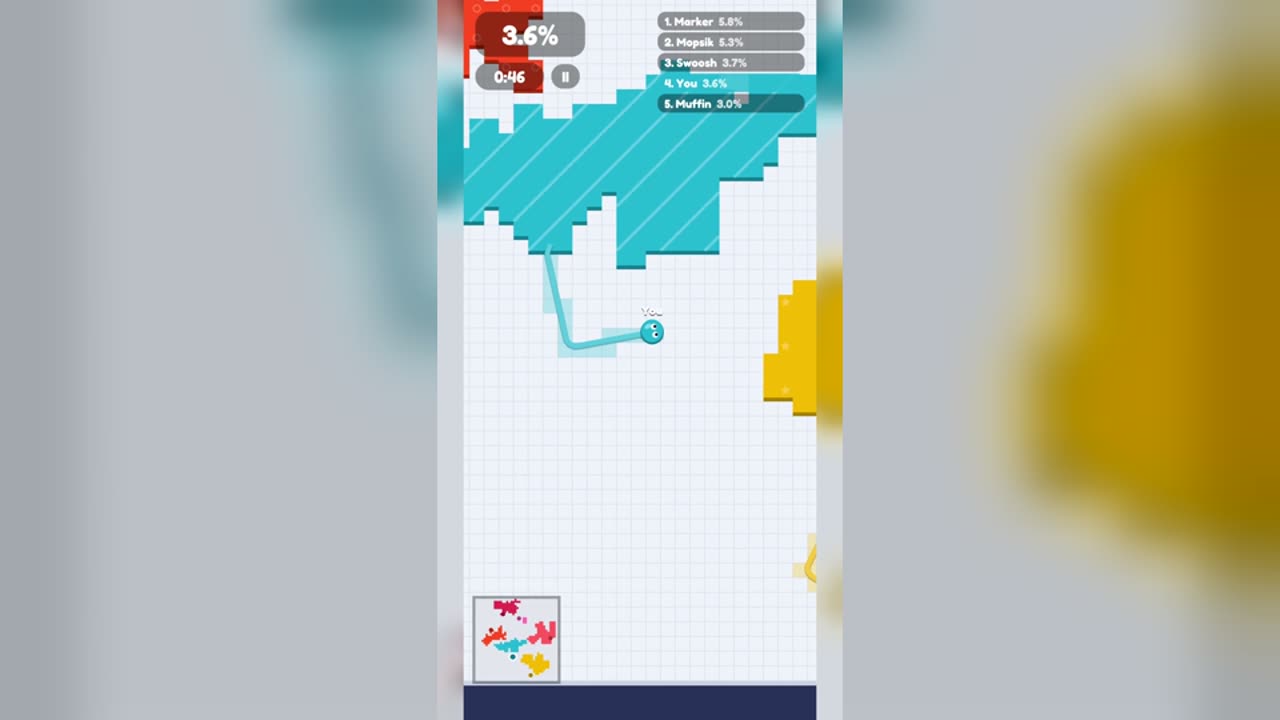 3.6%
0:46
1. Marker 5.8%
2. Mopsik 5.3%
3. Swoosh 3.7%
4. You 3.6%
5. Muffin 3.0%
You